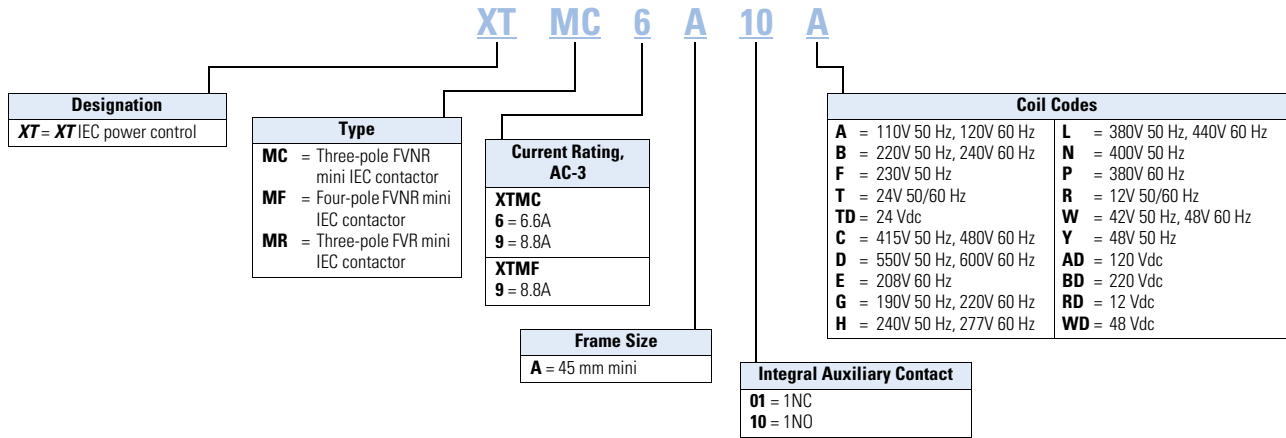 XT MC 6 A 10 A
Designation
XT = XT IEC power control
Type
MC = Three-pole FVNR
mini IEC contactor
MF = Four-pole FVNR mini
IEC contactor
MR = Three-pole FVR mini
IEC contactor
Current Rating,
AC-3
XTMC
6 = 6.6A
9 = 8.8A
XTMF
9 = 8.8A
Frame Size
A = 45 mm mini
Integral Auxiliary Contact
01 = 1NC
10 = 1NO
Coil Codes
A = 110V 50 Hz, 120V 60 Hz
B = 220V 50 Hz, 240V 60 Hz
F = 230V 50 Hz
T = 24V 50/60 Hz
TD = 24 Vdc
C = 415V 50 Hz, 480V 60 Hz
D = 550V 50 Hz, 600V 60 Hz
E = 208V 60 Hz
G = 190V 50 Hz, 220V 60 Hz
H = 240V 50 Hz, 277V 60 Hz
L = 380V 50 Hz, 440V 60 Hz
N = 400V 50 Hz
P = 380V 60 Hz
R = 12V 50/60 Hz
W = 42V 50 Hz, 48V 60 Hz
Y = 48V 50 Hz
AD = 120 Vdc
BD = 220 Vdc
RD = 12 Vdc
WD = 48 Vdc